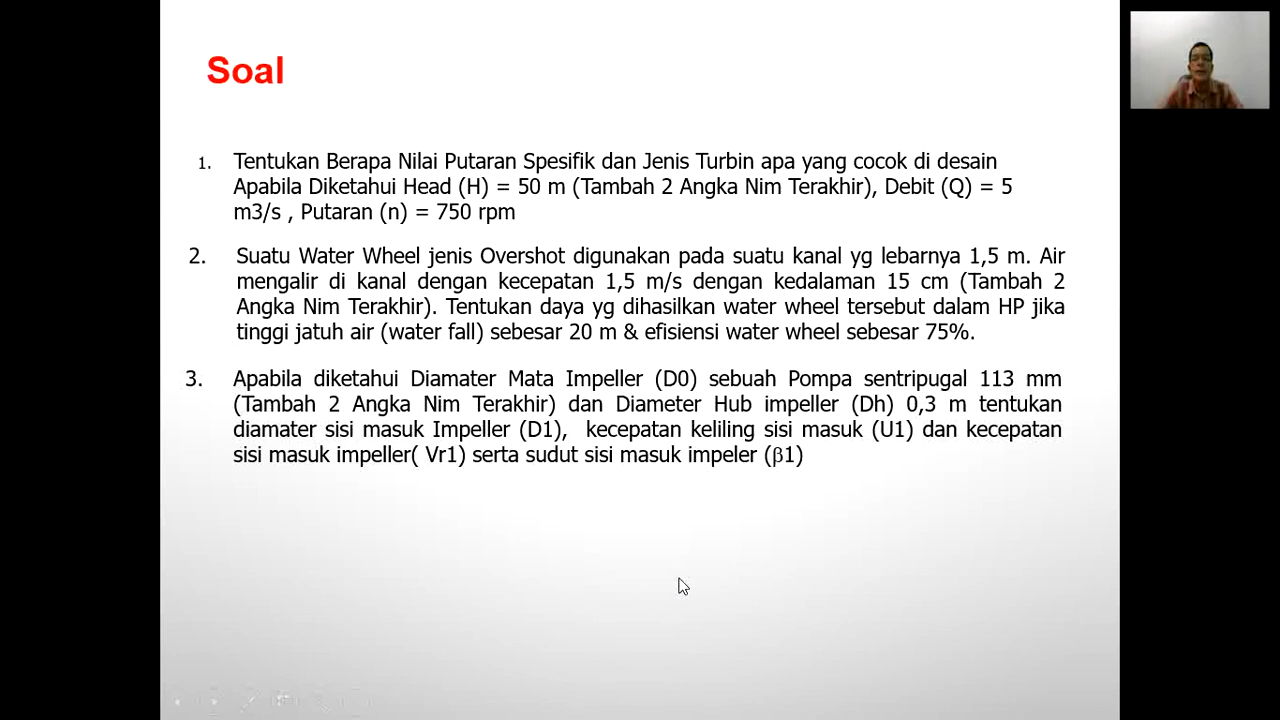 Soal
1. Tentukan Berapa Nilai Putaran Spesifik dan Jenis Turbin apa yang cocok di desain
Apabila Diketahui Head (H) = 50 m (Tambah 2 Angka Nim Terakhir), Debit (Q) = 5
m3/s , Putaran (n) = 750 rpm
2. Suatu Water Wheel jenis Overshot digunakan pada suatu kanal yg lebarnya 1,5 m. Air
mengalir di kanal dengan kecepatan 1,5 m/s dengan kedalaman 15 cm (Tambah 2
Angka Nim Terakhir). Tentukan daya yg dihasilkan water wheel tersebut dalam HP jika
tinggi jatuh air (water fall) sebesar 20 m & efisiensi water wheel sebesar 75%.
3. Apabila diketahui Diamater Mata Impeller (D0) sebuah Pompa sentripugal 113 mm
(Tambah 2 Angka Nim Terakhir) dan Diameter Hub impeller (Dh) 0,3 m tentukan
diamater sisi masuk Impeller (D1), kecepatan keliling sisi masuk (U1) dan kecepatan
sisi masuk impeller( Vr1) serta sudut sisi masuk impeler (β1)